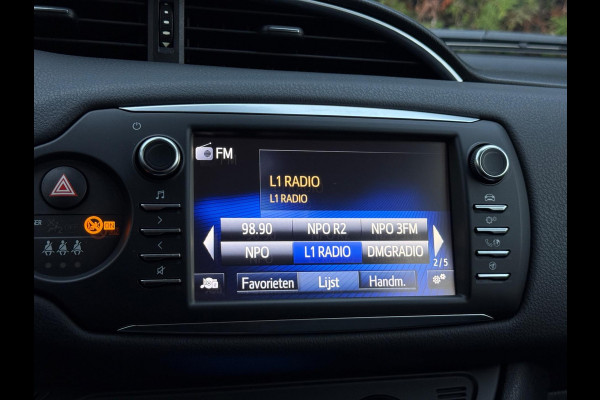 FM
L1 RADIO
L1 RADIO
98.90 NPO R2 NPO 3FM
NPO L1 RADIO DMGRADIO
2/5
Favorieten Lijst Handm.